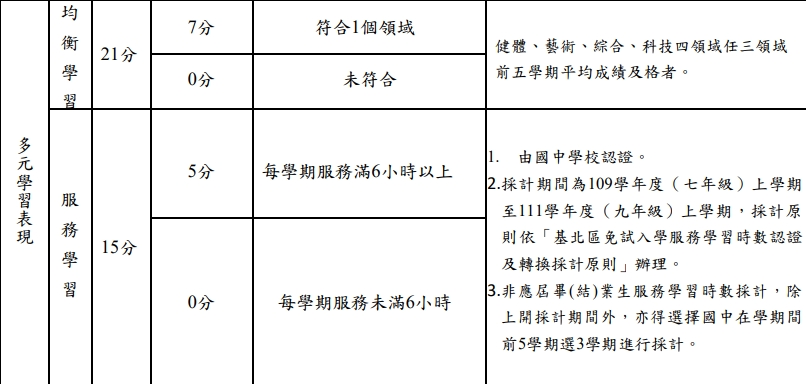 多元學習表現
均衡學習
21分
7分
符合1個領域
0分
未符合
健體、藝術、綜合、科技四領域任三領域
前五學期平均成績及格者。
服務學習
15分
5分
每學期服務滿6小時以上
0分
每學期服務未滿6小時
1. 由國中學校認證。
2.採計期間為109學年度（七年級）上學期
至111學年度（九年級）上學期，採計原
則依「基北區免試入學服務學習時數認證
及轉換採計原則」辦理。
3.非應屆畢(結)業生服務學習時數採計，除
上開採計期間外，亦得選擇國中在學期間
前5學期選3學期進行採計。